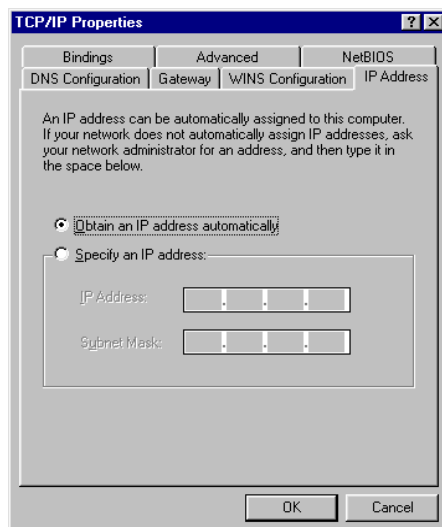 TCP/IP Properties
Bindings Advanced NetBIOS
DNS Configuration Gateway WINS Configuration IP Address
An IP address can be automatically assigned to this computer.
If your network does not automatically assign IP addresses, ask
your network administrator for an address, and then type it in
the space below.
Obtain an IP address automatically
Specify an IP address:
IP Address:
Subnet Mask:
OK Cancel